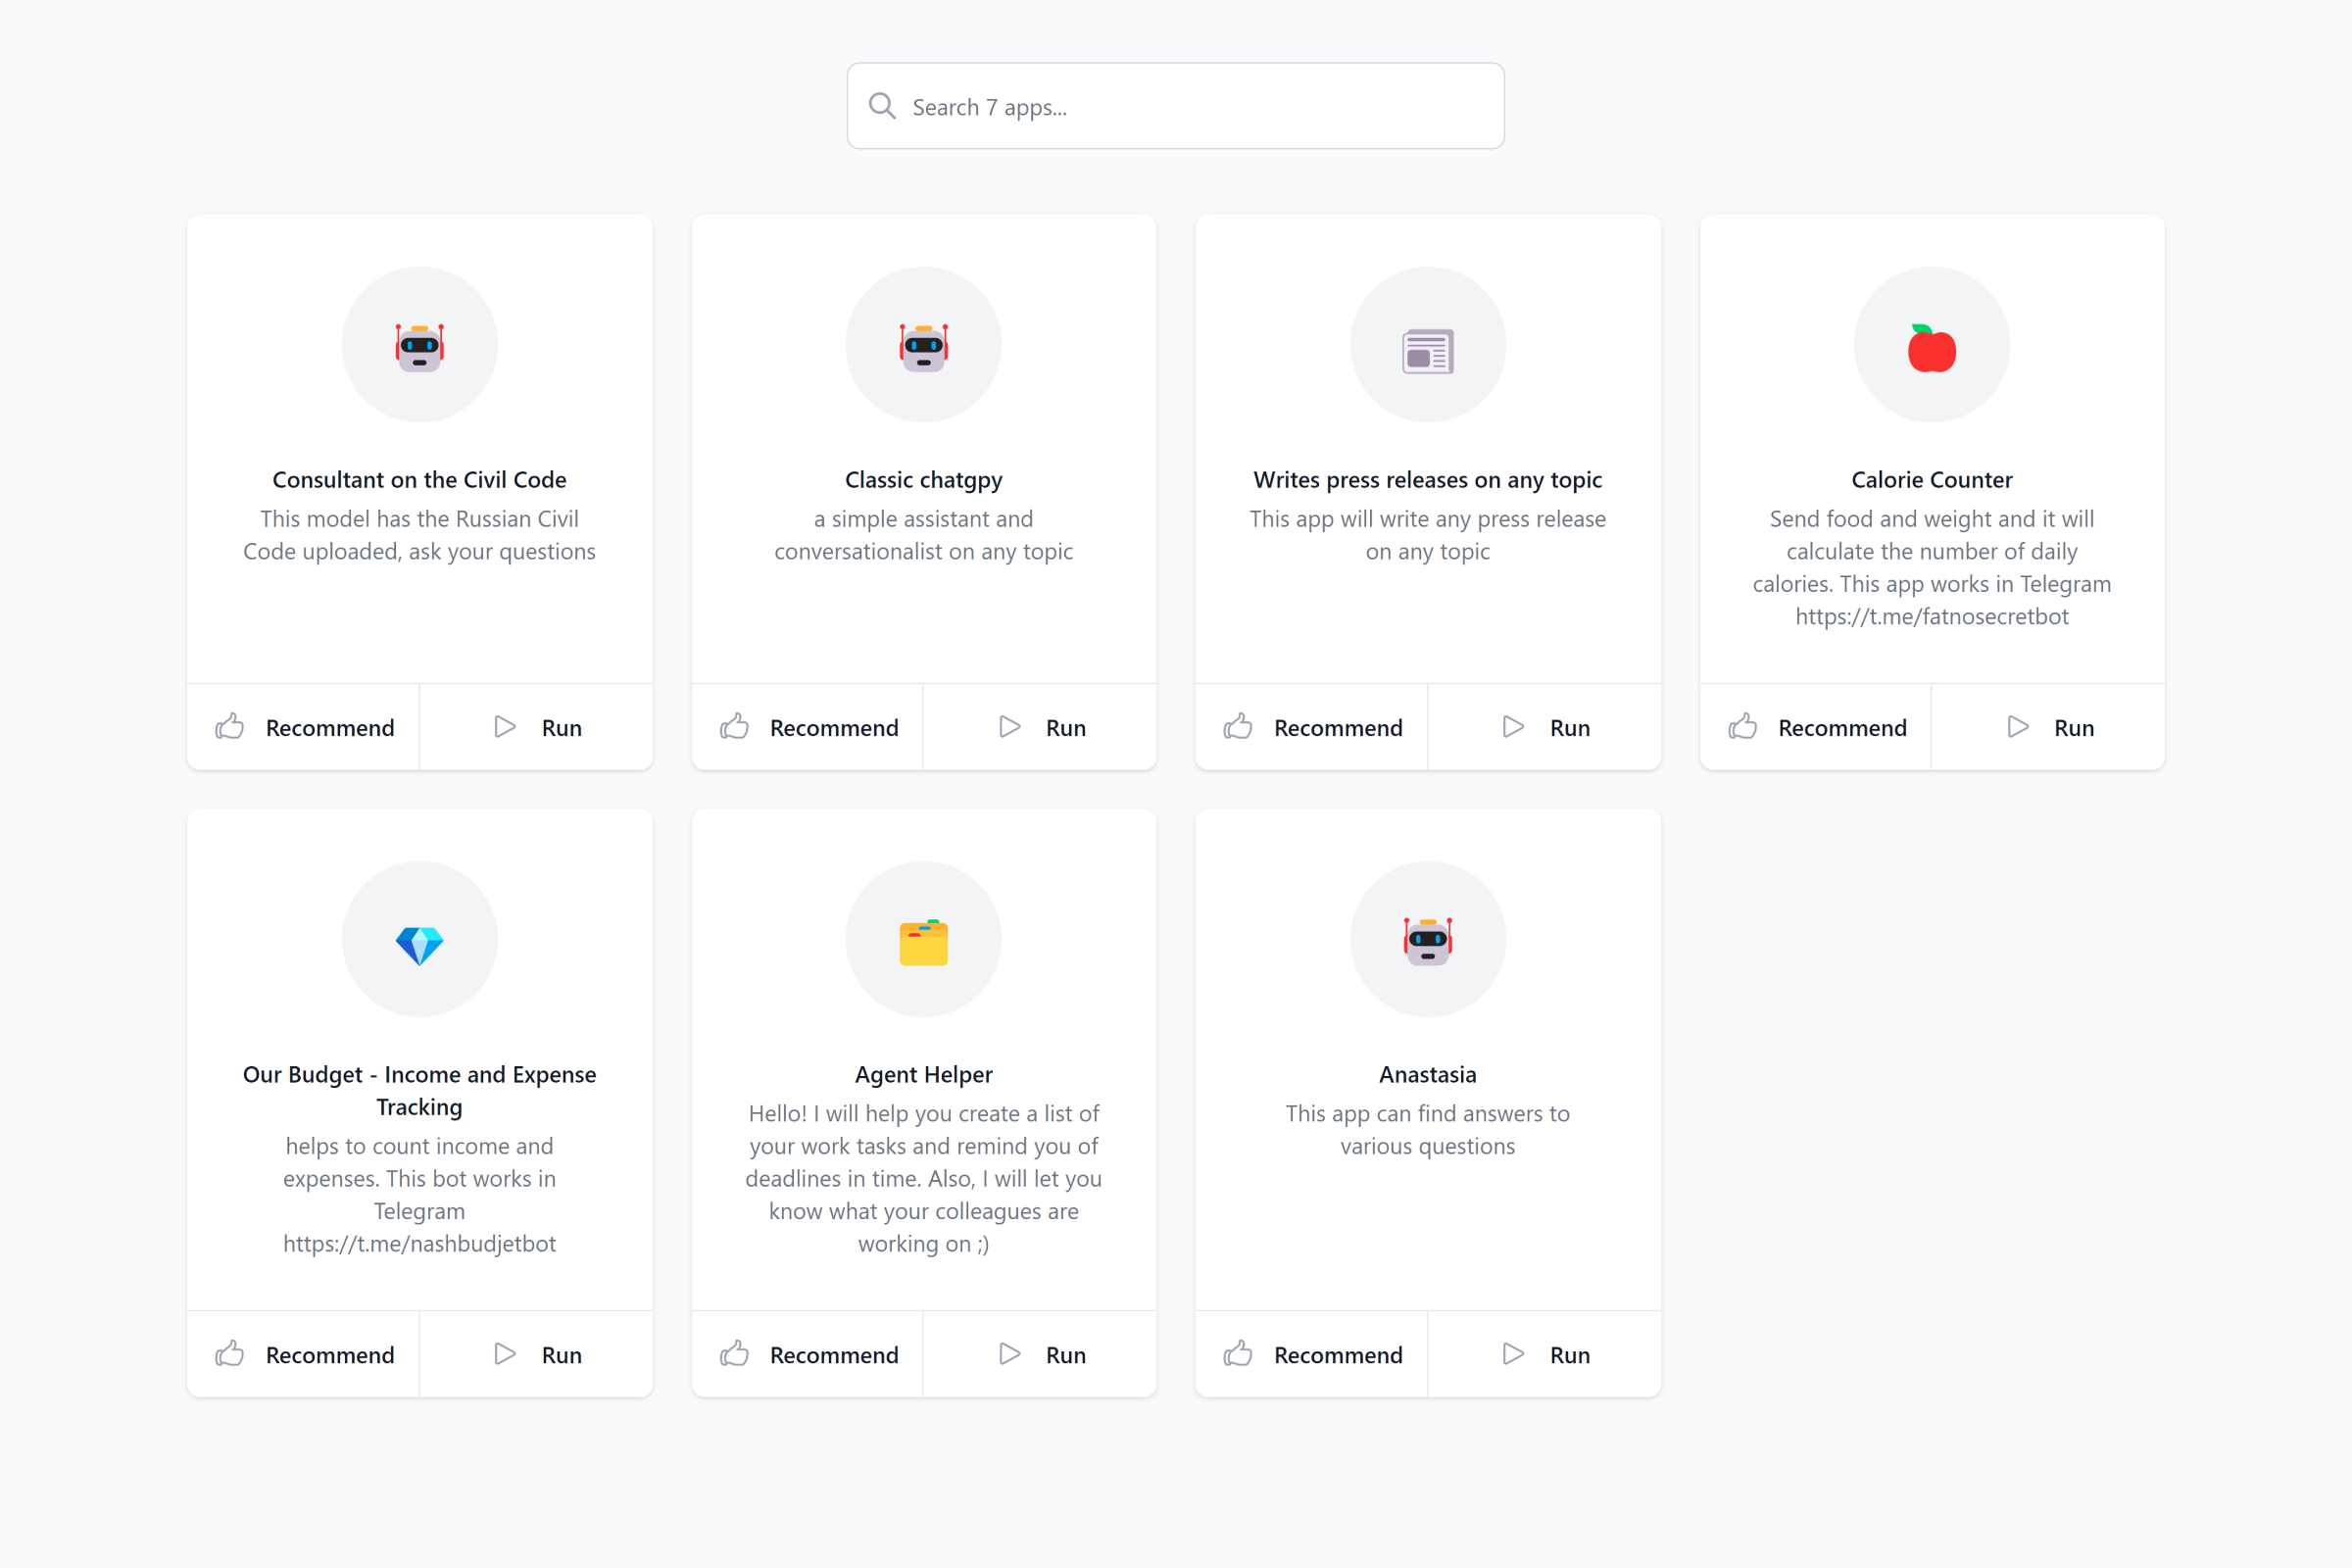 Search 7 apps...
Consultant on the Civil Code
This model has the Russian Civil
Code uploaded, ask your questions
Recommend
Run
Classic chatgpy
a simple assistant and
conversationalist on any topic
Recommend
Run
Writes press releases on any topic
This app will write any press release
on any topic
Recommend
Run
Calorie Counter
Send food and weight and it will
calculate the number of daily
calories. This app works in Telegram
https://t.me/fatnosecretbot
Recommend
Run
Our Budget - Income and Expense
Tracking
helps to count income and
expenses. This bot works in
Telegram
https://t.me/nashbudjetbot
Recommend
Run
Agent Helper
Hello! I will help you create a list of
your work tasks and remind you of
deadlines in time. Also, I will let you
know what your colleagues are
working on ;)
Recommend
Run
Anastasia
This app can find answers to
various questions
Recommend
Run